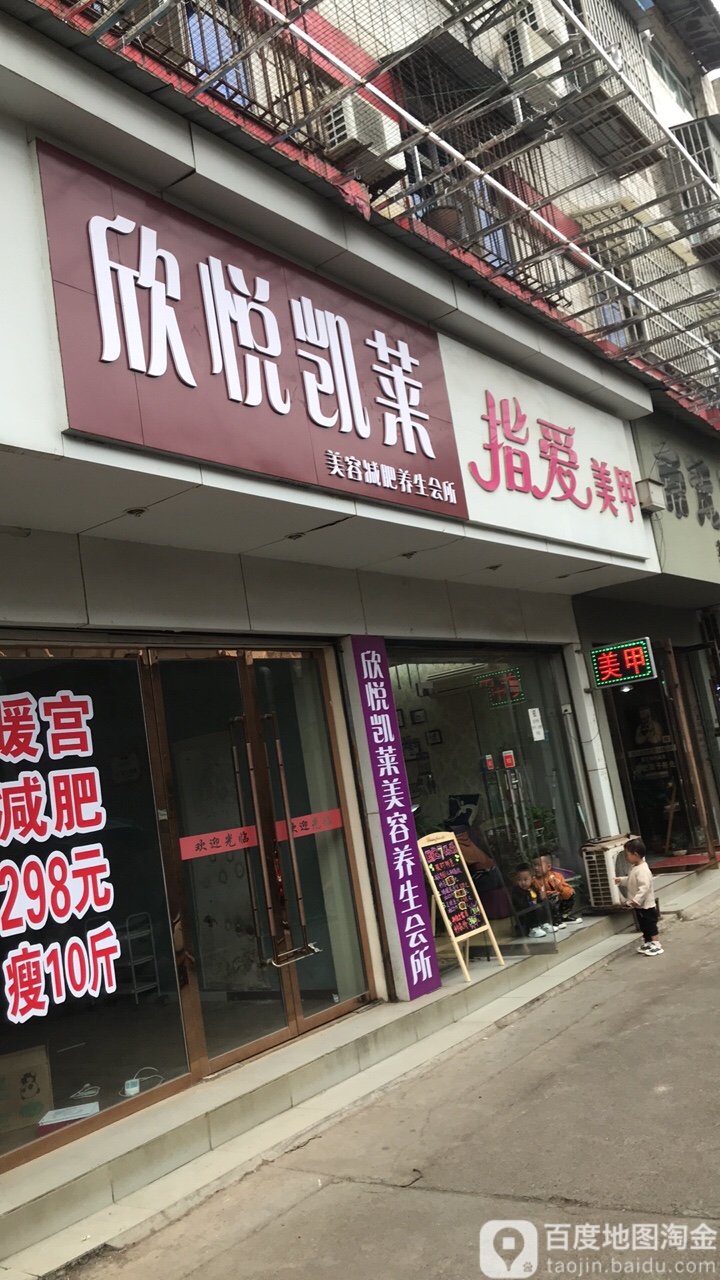 欣悦凯莱
美容减肥养生会所
指爱美甲
美甲
暖宫
减肥
298元
瘦10斤
欢迎光临
欢迎光临
欣悦凯莱美容养生会所
百度地图淘金
taojin.baidu.com